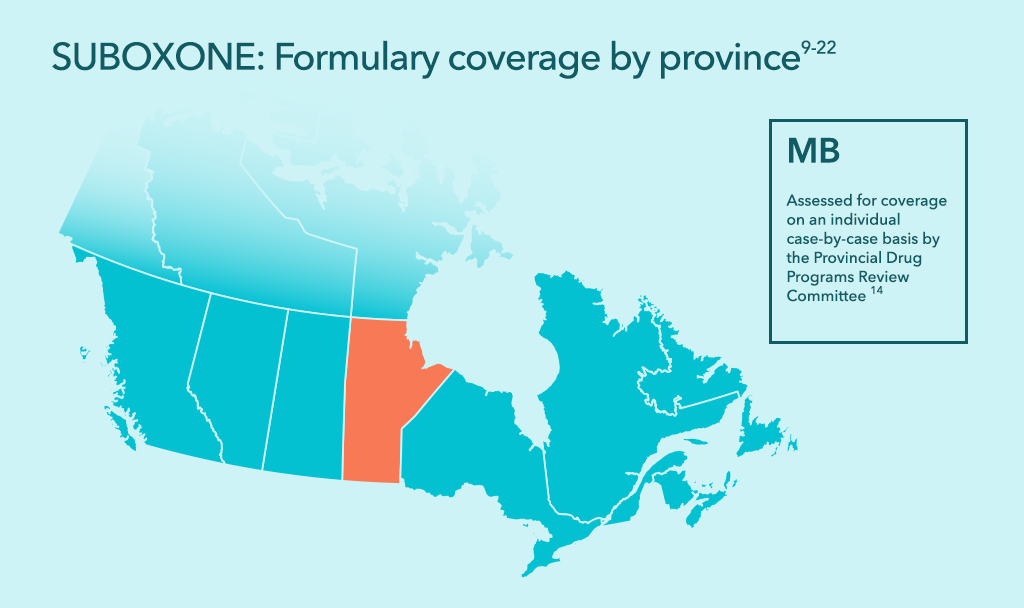 SUBOXONE: Formulary coverage by province9-22
MB
Assessed for coverage
on an individual
case-by-case basis by
the Provincial Drug
Programs Review
Committee 14